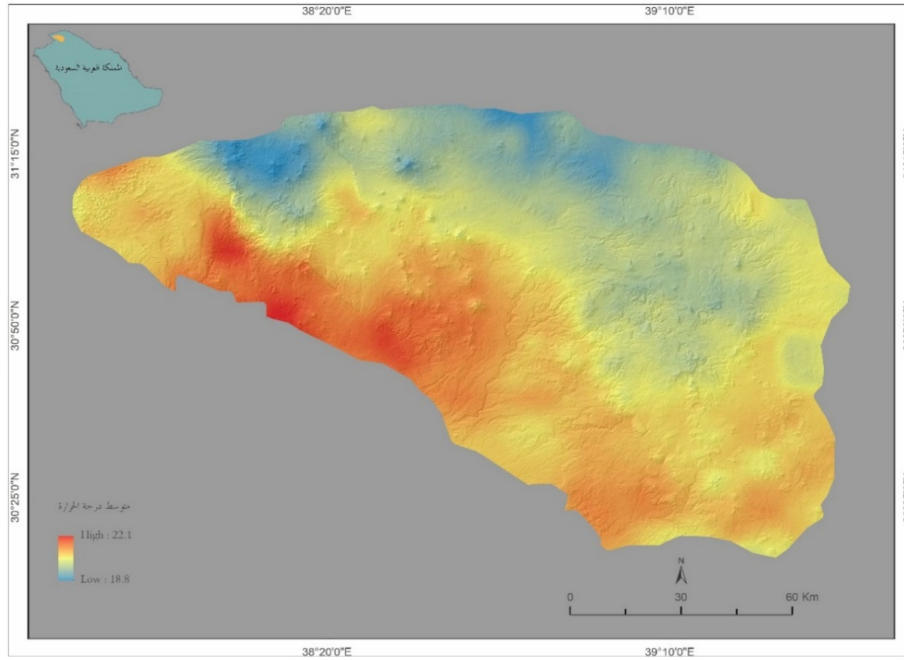 38°20'0"E
39°10'0"E
المملكة العربية السعودية
31°15'0"N
30°50'0"N
30°25'0"N
متوسط درجة الحرارة
High : 22.1
Low : 18.8
N
0
30
60 Km
38°20'0"E
39°10'0"E